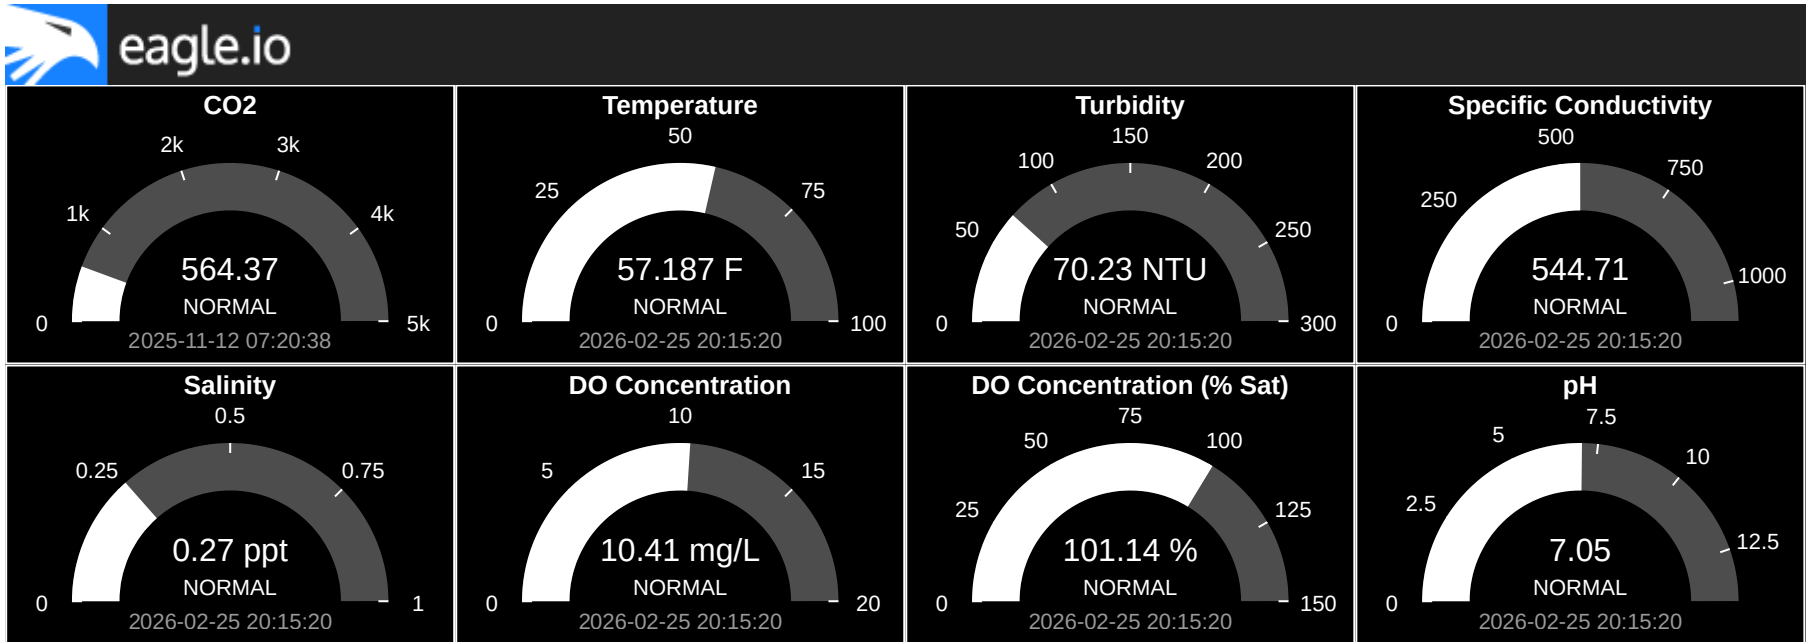 eagle.io
CO2
2k
3k
1k
4k
564.37
NORMAL
0
5k
2025-11-12 07:20:38
Temperature
50
25
75
57.187 F
NORMAL
0
100
2026-02-25 20:15:20
Turbidity
150
100
200
50
250
70.23 NTU
NORMAL
0
300
2026-02-25 20:15:20
Specific Conductivity
500
750
250
1000
544.71
NORMAL
0
2026-02-25 20:15:20
Salinity
0.5
0.25
0.75
0.27 ppt
NORMAL
0
1
2026-02-25 20:15:20
DO Concentration
10
5
15
10.41 mg/L
NORMAL
0
20
2026-02-25 20:15:20
DO Concentration (% Sat)
75
50
100
25
125
101.14 %
NORMAL
0
150
2026-02-25 20:15:20
pH
7.5
5
10
2.5
12.5
7.05
NORMAL
0
2026-02-25 20:15:20